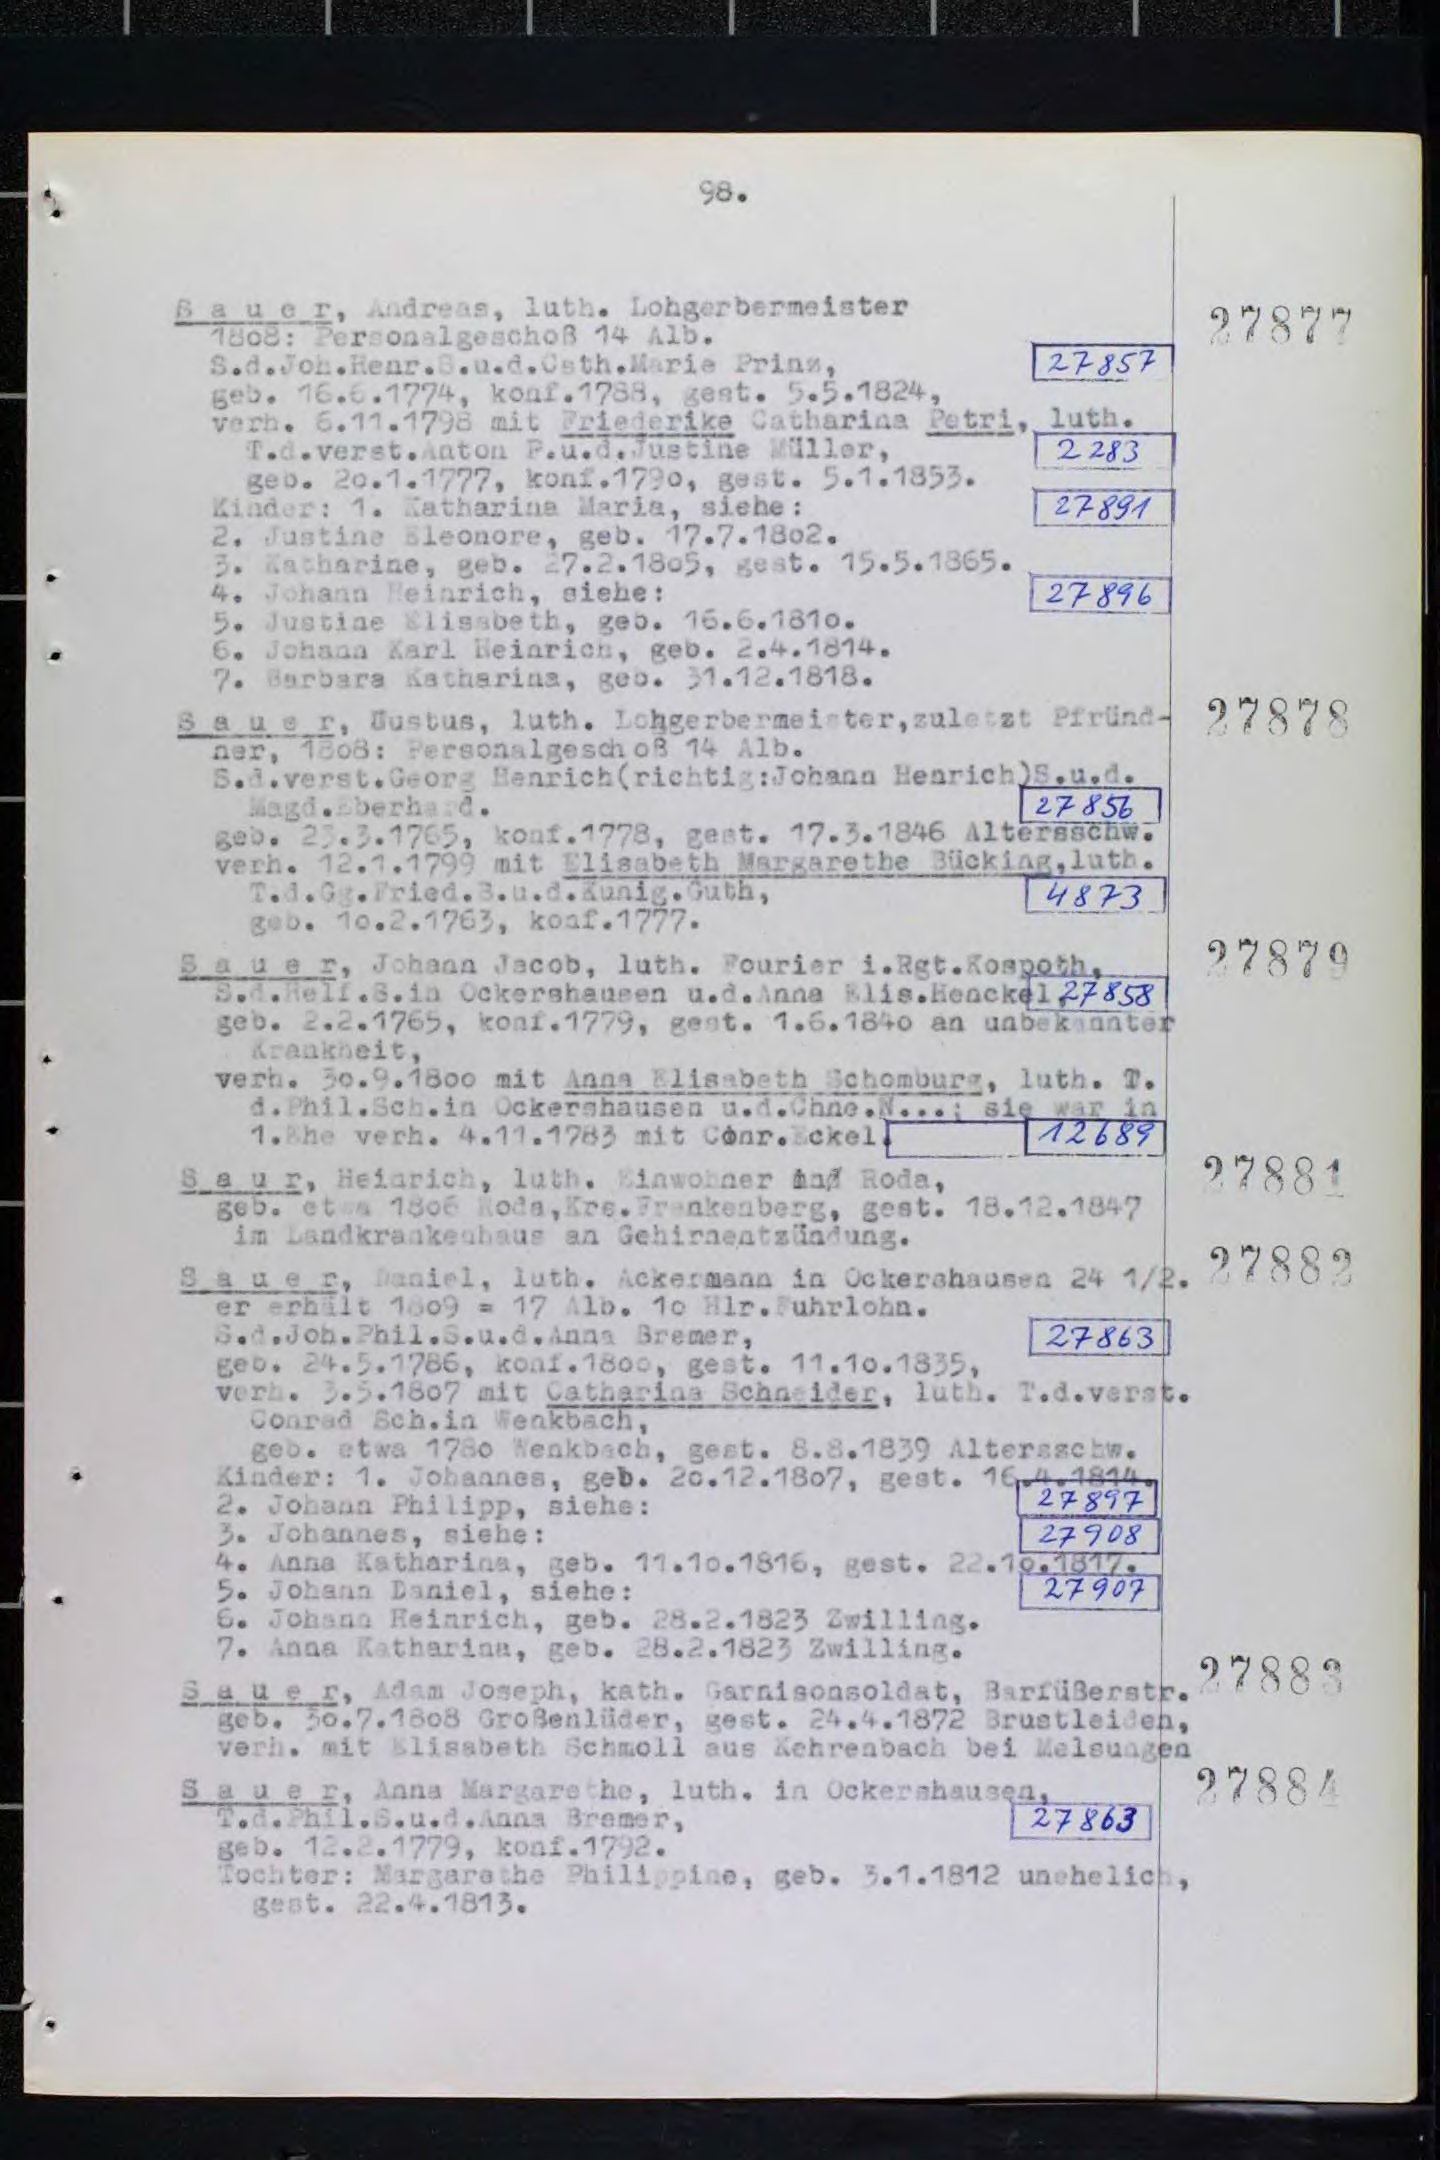 98.
Sauer, Andreas, luth. Lohgerbermeister 27877
1808: Personalgeschoß 14 Alb.
S.d.Joh.Henr.S.u.d.Cath.Marie Prinz, 27857
geb. 16.6.1774, konf.1788, gest. 5.5.1824,
verh. 6.11.1798 mit Friederike Catharina Petri, luth.
T.d.verst.Anton P.u.d.Justine Müller, 2283
geb. 20.1.1777, konf.1790, gest. 5.1.1853.
Kinder: 1. Katharina Maria, siehe: 27891
2. Justine Eleonore, geb. 17.7.1802.
3. Katharine, geb. 27.2.1805, gest. 15.5.1865.
4. Johann Heinrich, siehe: 27896
5. Justine Elisabeth, geb. 16.6.1810.
6. Johann Karl Heinrich, geb. 2.4.1814.
7. Barbara Katharina, geb. 31.12.1818.
Sauer, Justus, luth. Lohgerbermeister,zuletzt Pfründ- 27878
ner, 1808: Personalgeschoß 14 Alb.
S.d.verst.Georg Henrich(richtig:Johann Henrich)S.u.d.
Magd.Eberhard. 27856
geb. 23.3.1765, konf.1778, gest. 17.3.1846 Altersschw.
verh. 12.1.1799 mit Elisabeth Margarethe Bücking,luth.
T.d.Gg.Fried.B.u.d.Kunig.Guth, 4873
geb. 10.2.1763, konf.1777.
Sauer, Johann Jacob, luth. Fourier i.Rgt.Kospoth, 27879
S.d.Helf.S.in Ockershausen u.d.Anna Elis.Henckel, 27858
geb. 2.2.1765, konf.1779, gest. 1.6.1840 an unbekannter
Krankheit,
verh. 30.9.1800 mit Anna Elisabeth Schomburg, luth. T.
d.Phil.Sch.in Ockershausen u.d.Chne.N...; sie war in
1.Ehe verh. 4.11.1783 mit Conr.Eckel. 12689
Saur, Heinrich, luth. Einwohner in Roda, 27881
geb. etwa 1806 Roda,Krs.Frankenberg, gest. 18.12.1847
im Landkrankenhaus an Gehirnentzündung.
Sauer, Daniel, luth. Ackermann in Ockershausen 24 1/2. 27882
er erhält 1809 = 17 Alb. 10 Hlr.Fuhrlohn.
S.d.Joh.Phil.S.u.d.Anna Bremer, 27863
geb. 24.5.1786, konf.1800, gest. 11.10.1835,
verh. 3.5.1807 mit Catharina Schneider, luth. T.d.verst.
Conrad Sch.in Wenkbach,
geb. etwa 1780 Wenkbach, gest. 8.8.1839 Altersschw.
Kinder: 1. Johannes, geb. 20.12.1807, gest. 16.4.1814.
2. Johann Philipp, siehe: 27897
3. Johannes, siehe: 27908
4. Anna Katharina, geb. 11.10.1816, gest. 22.10.1817.
5. Johann Daniel, siehe: 27907
6. Johann Heinrich, geb. 28.2.1823 Zwilling.
7. Anna Katharina, geb. 28.2.1823 Zwilling.
Sauer, Adam Joseph, kath. Garnisonsoldat, Barfüßerstr. 27883
geb. 30.7.1808 Großenlüder, gest. 24.4.1872 Brustleiden,
verh. mit Elisabeth Schmoll aus Kehrenbach bei Melsungen
Sauer, Anna Margarethe, luth. in Ockershausen, 27884
T.d.Phil.S.u.d.Anna Bremer, 27863
geb. 12.2.1779, konf.1792.
Tochter: Margarethe Philippine, geb. 3.1.1812 unehelich,
gest. 22.4.1813.